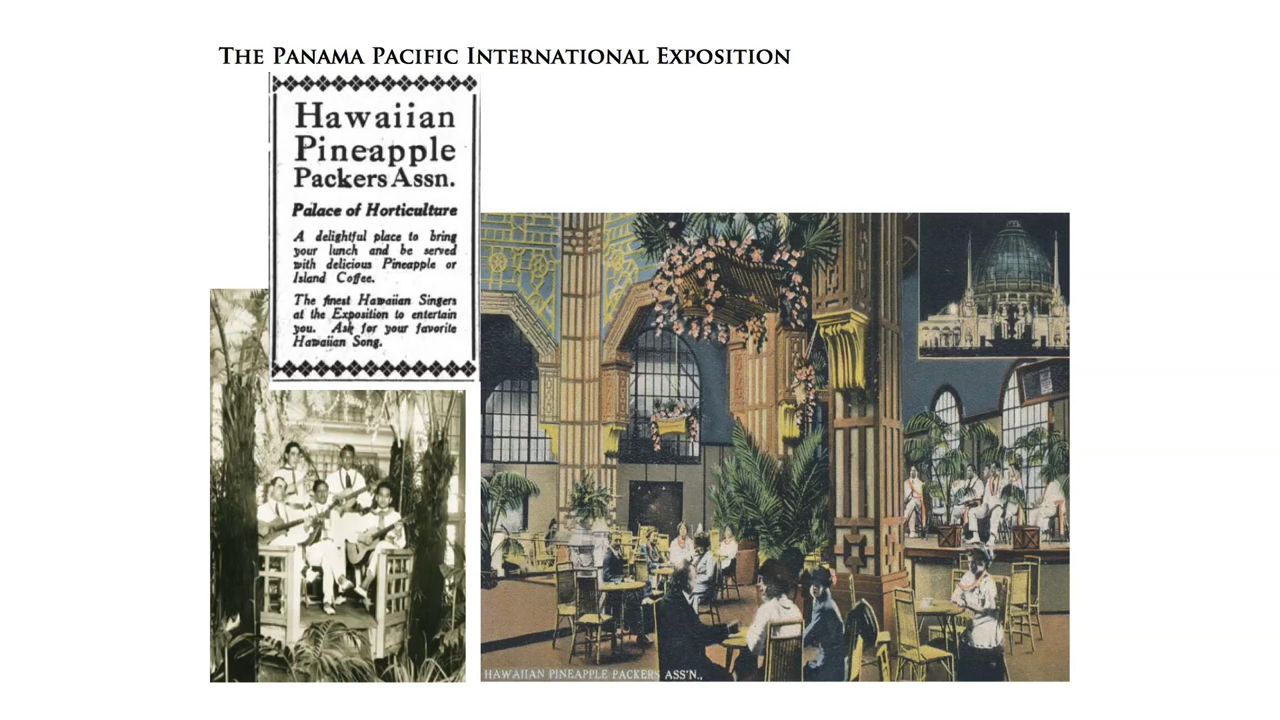 THE PANAMA PACIFIC INTERNATIONAL EXPOSITION
Hawaiian
Pineapple
Packers Assn.
Palace of Horticulture
A delightful place to bring
your lunch and be served
with delicious Pineapple or
Island Coffee.
The finest Hawaiian Singers
at the Exposition to entertain
you. Ask for your favorite
Hawaiian Song.
HAWAIIAN PINEAPPLE PACKERS ASS'N.,